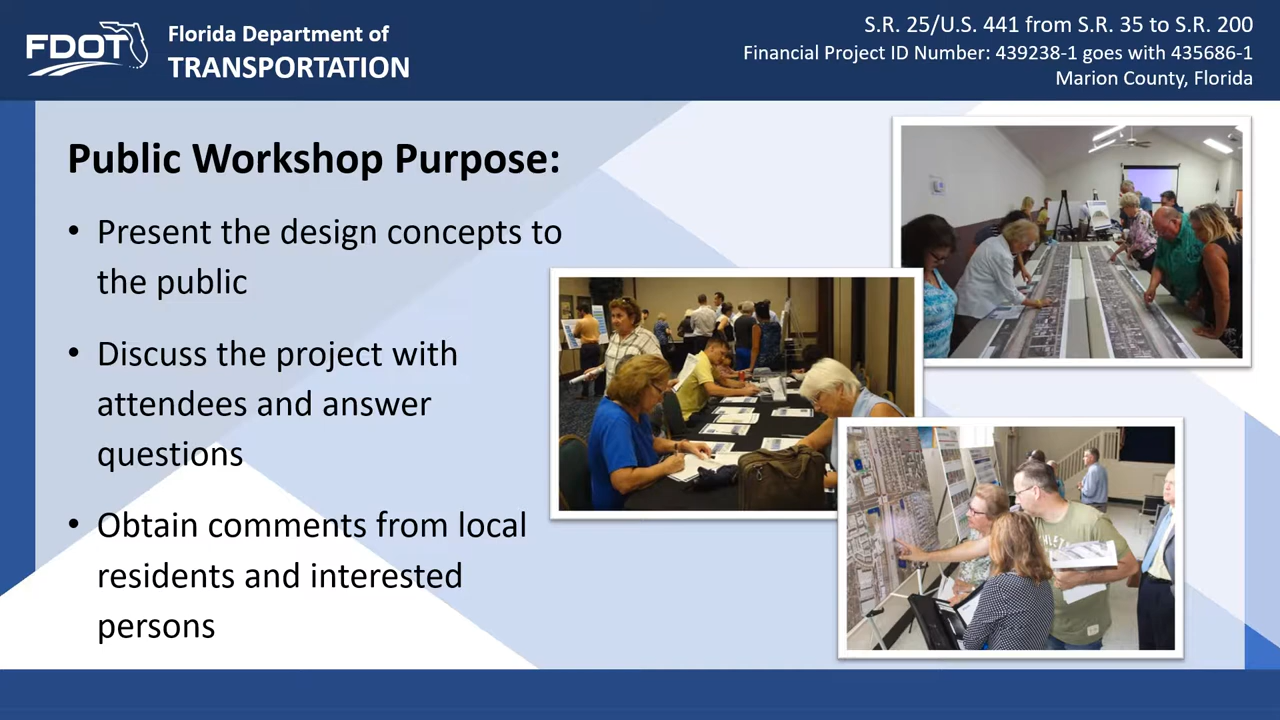 FDOT
Florida Department of
TRANSPORTATION
S.R. 25/U.S. 441 from S.R. 35 to S.R. 200
Financial Project ID Number: 439238-1 goes with 435686-1
Marion County, Florida
Public Workshop Purpose:
• Present the design concepts to
the public
• Discuss the project with
attendees and answer
questions
• Obtain comments from local
residents and interested
persons